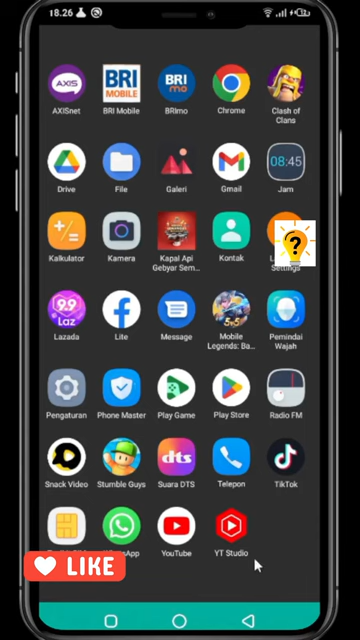 18.26
AXIS
BRI
MOBILE
BRI
mo
AXISnet
BRI Mobile
BRImo
Chrome
Clash of
Clans
08:45
Drive
File
Galeri
Gmail
Jam
Kalkulator
Kamera
Kapal Api
Gebyar Sem...
Kontak
Settings
9.9
Laz
5v5
Lazada
Lite
Message
Mobile
Legends: Ba...
Pemindai
Wajah
Pengaturan
Phone Master
Play Game
Play Store
Radio FM
dts
Snack Video
Stumble Guys
Suara DTS
Telepon
TikTok
YouTube
YT Studio
LIKE